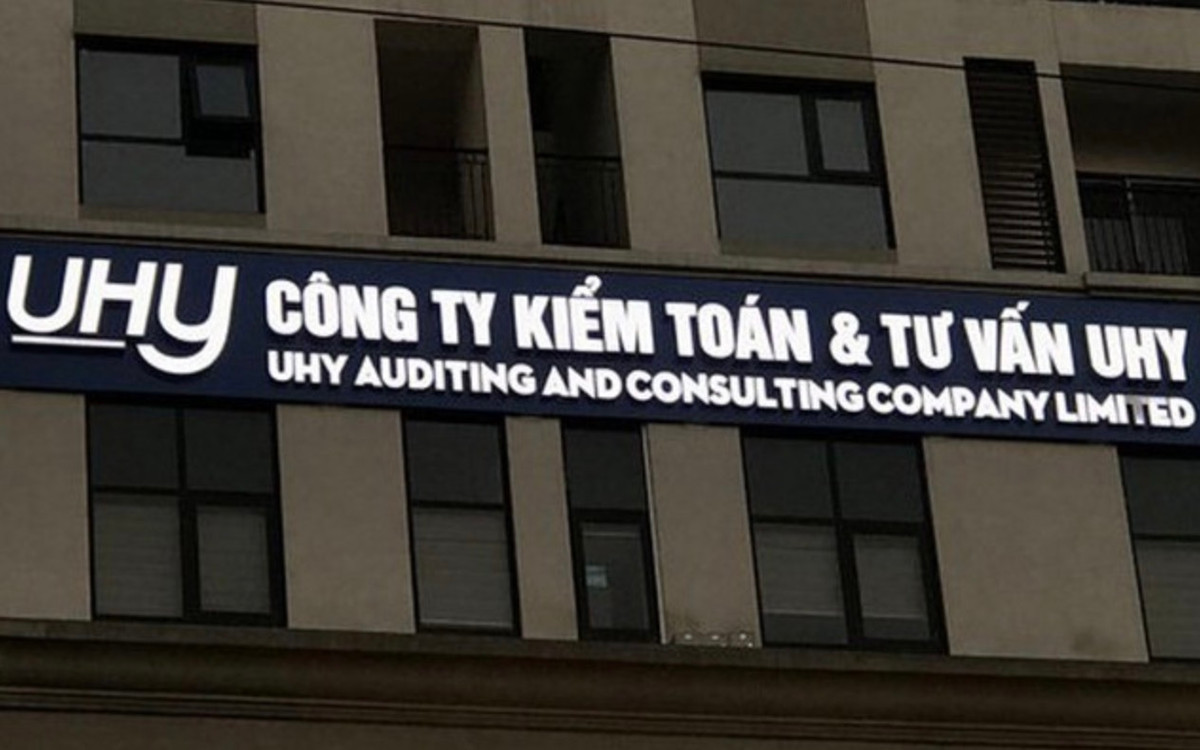 UHY
CÔNG TY KIỂM TOÁN & TƯ VẤN UHY
UHY AUDITING AND CONSULTING COMPANY LIMITED